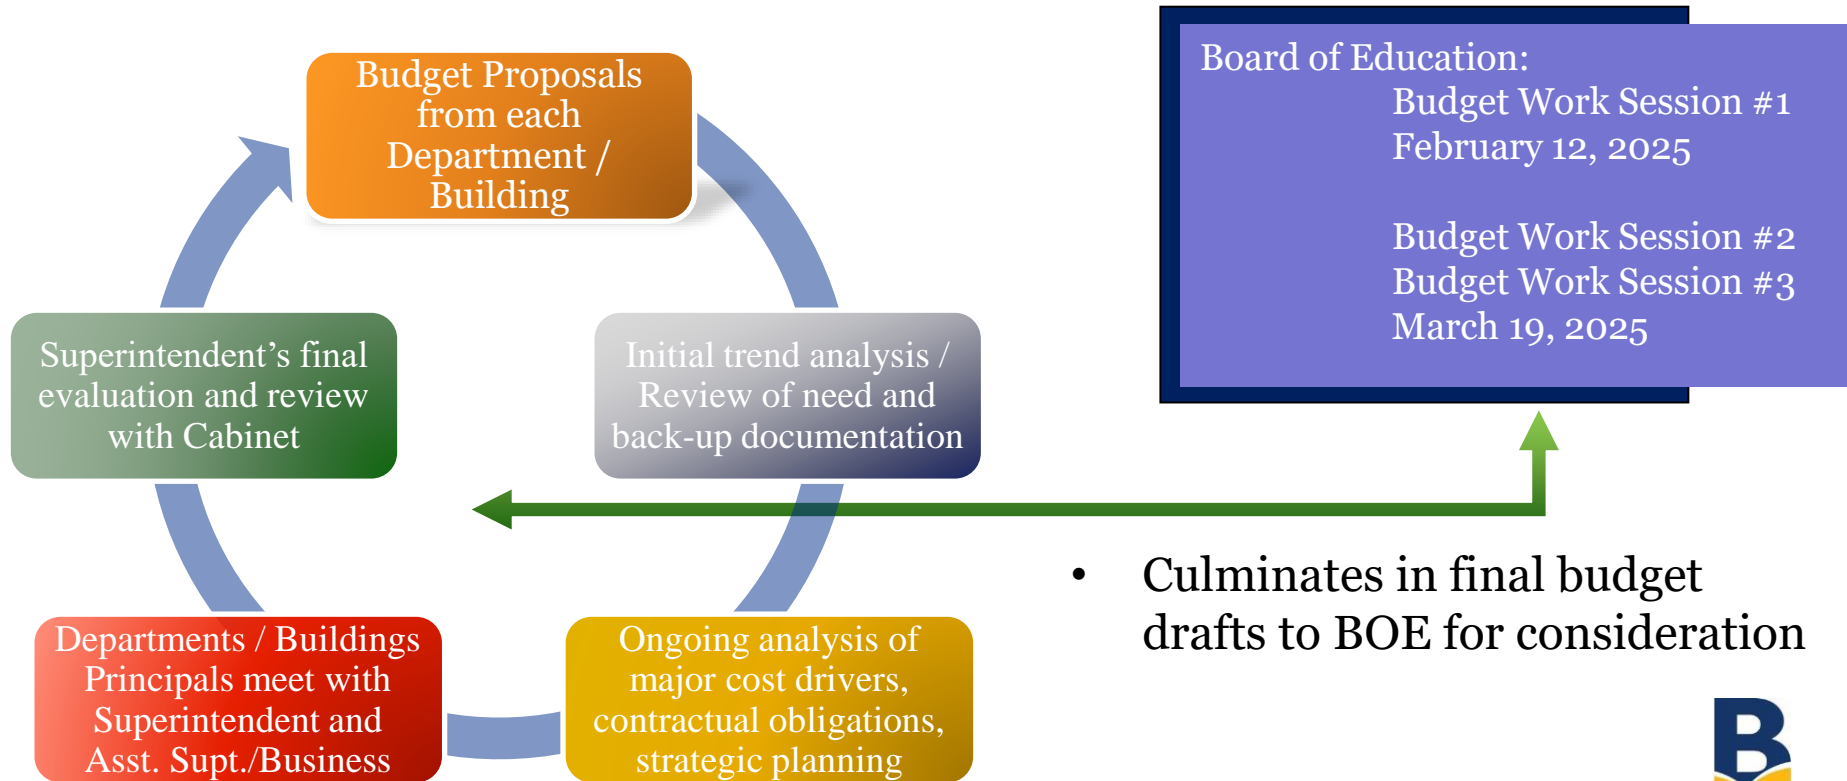 Budget Proposals
from each
Department /
Building
Initial trend analysis /
Review of need and
back-up documentation
Ongoing analysis of
major cost drivers,
contractual obligations,
strategic planning
Departments / Buildings
Principals meet with
Superintendent and
Asst. Supt./Business
Superintendent’s final
evaluation and review
with Cabinet
Board of Education:
Budget Work Session #1
February 12, 2025
Budget Work Session #2
Budget Work Session #3
March 19, 2025
• Culminates in final budget
drafts to BOE for consideration
B